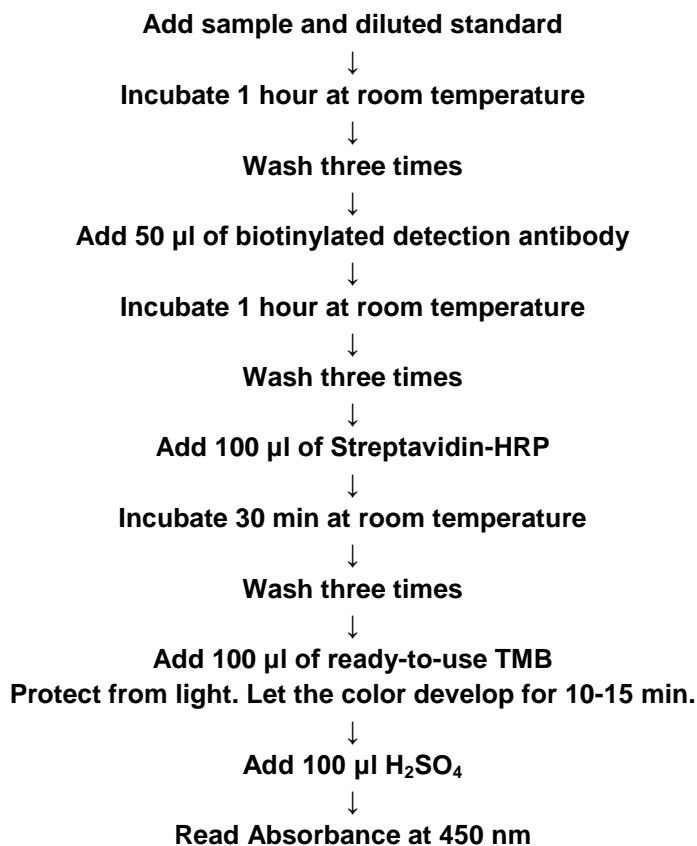 Add sample and diluted standard
↓
Incubate 1 hour at room temperature
↓
Wash three times
↓
Add 50 µl of biotinylated detection antibody
↓
Incubate 1 hour at room temperature
↓
Wash three times
↓
Add 100 µl of Streptavidin-HRP
↓
Incubate 30 min at room temperature
↓
Wash three times
↓
Add 100 µl of ready-to-use TMB
Protect from light. Let the color develop for 10-15 min.
↓
Add 100 µl H₂SO₄
↓
Read Absorbance at 450 nm